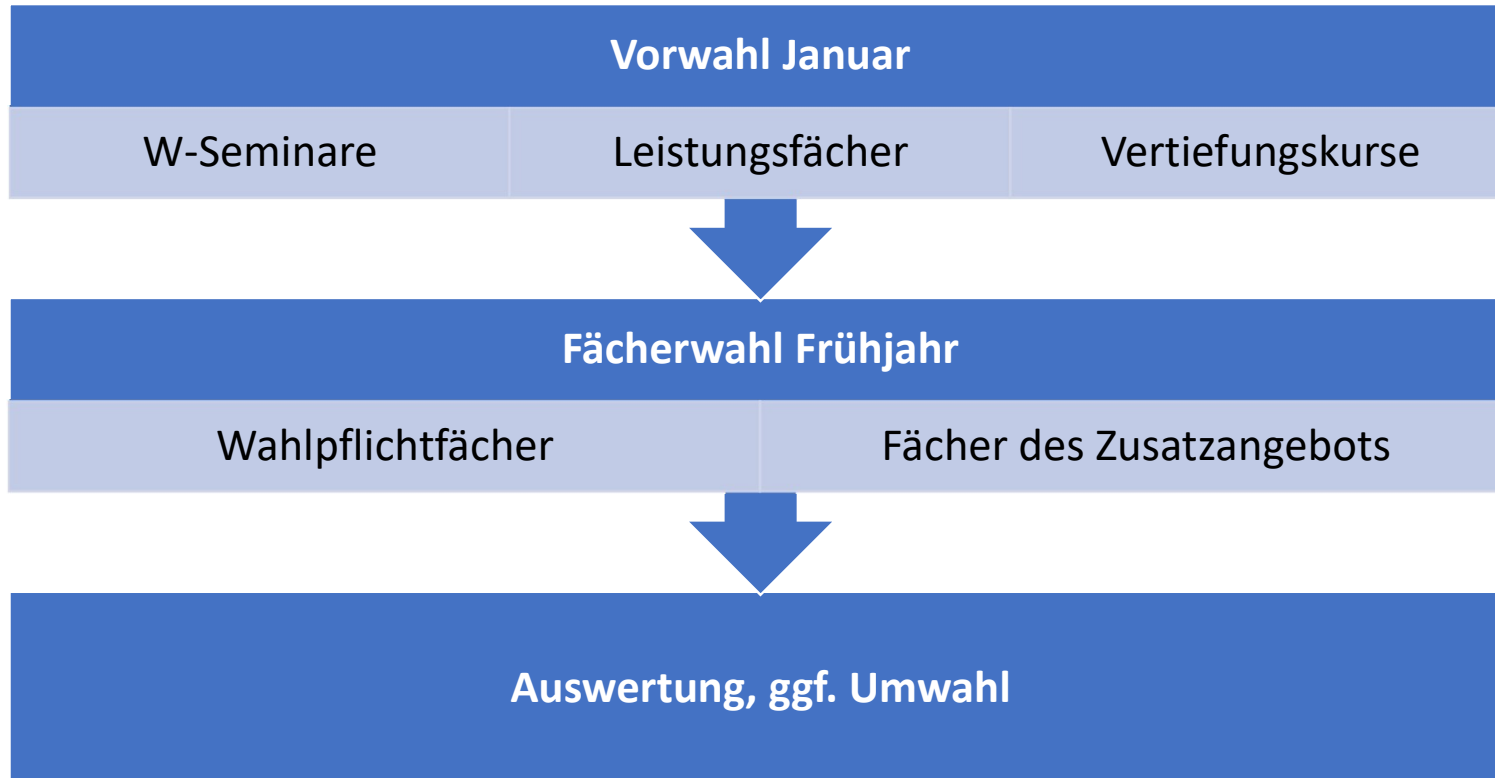 Vorwahl Januar
W-Seminare
Leistungsfächer
Vertiefungskurse
Fächerwahl Frühjahr
Wahlpflichtfächer
Fächer des Zusatzangebots
Auswertung, ggf. Umwahl